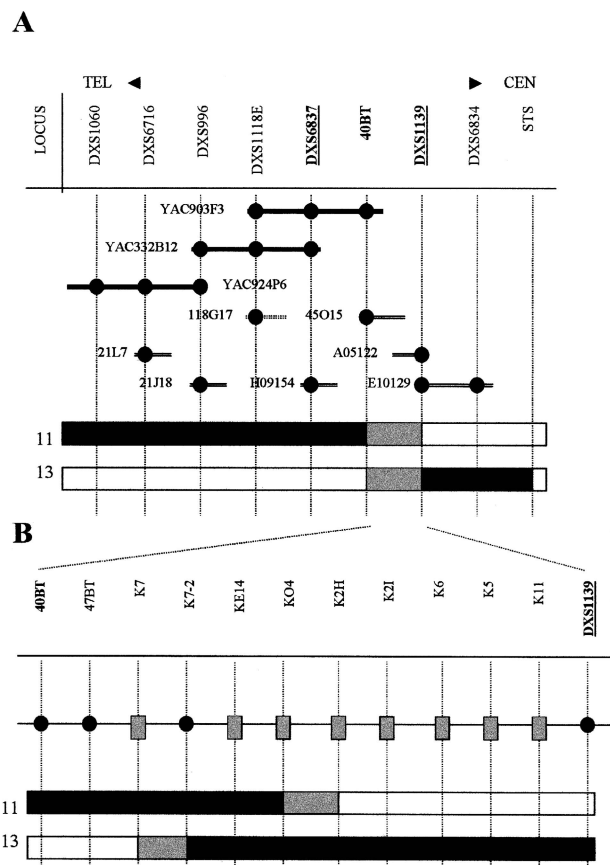 A
TEL CEN
LOCUS
DXS1060
DXS6716
DXS996
DXS1118E
DXS6837
40BT
DXS1139
DXS6834
STS
YAC903F3
YAC332B12
YAC924P6
118G17 45O15
21L7 A05122
21J18 H09154 E10129
11
13
B
40BT
47BT
K7
K7-2
KE14
KO4
K2H
K2I
K6
K5
K11
DXS1139
11
13